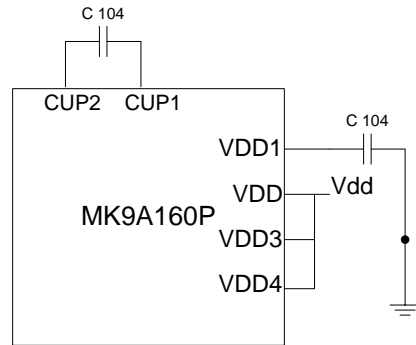 C 104
CUP2 CUP1
C 104
VDD1
VDD Vdd
MK9A160P
VDD3
VDD4